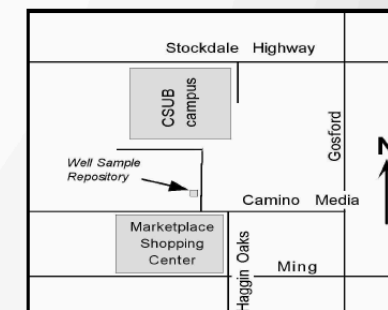 Stockdale Highway
CSUB
campus
Gosford
N
Well Sample
Repository
Camino Media
Marketplace
Shopping
Center
Haggin Oaks
Ming